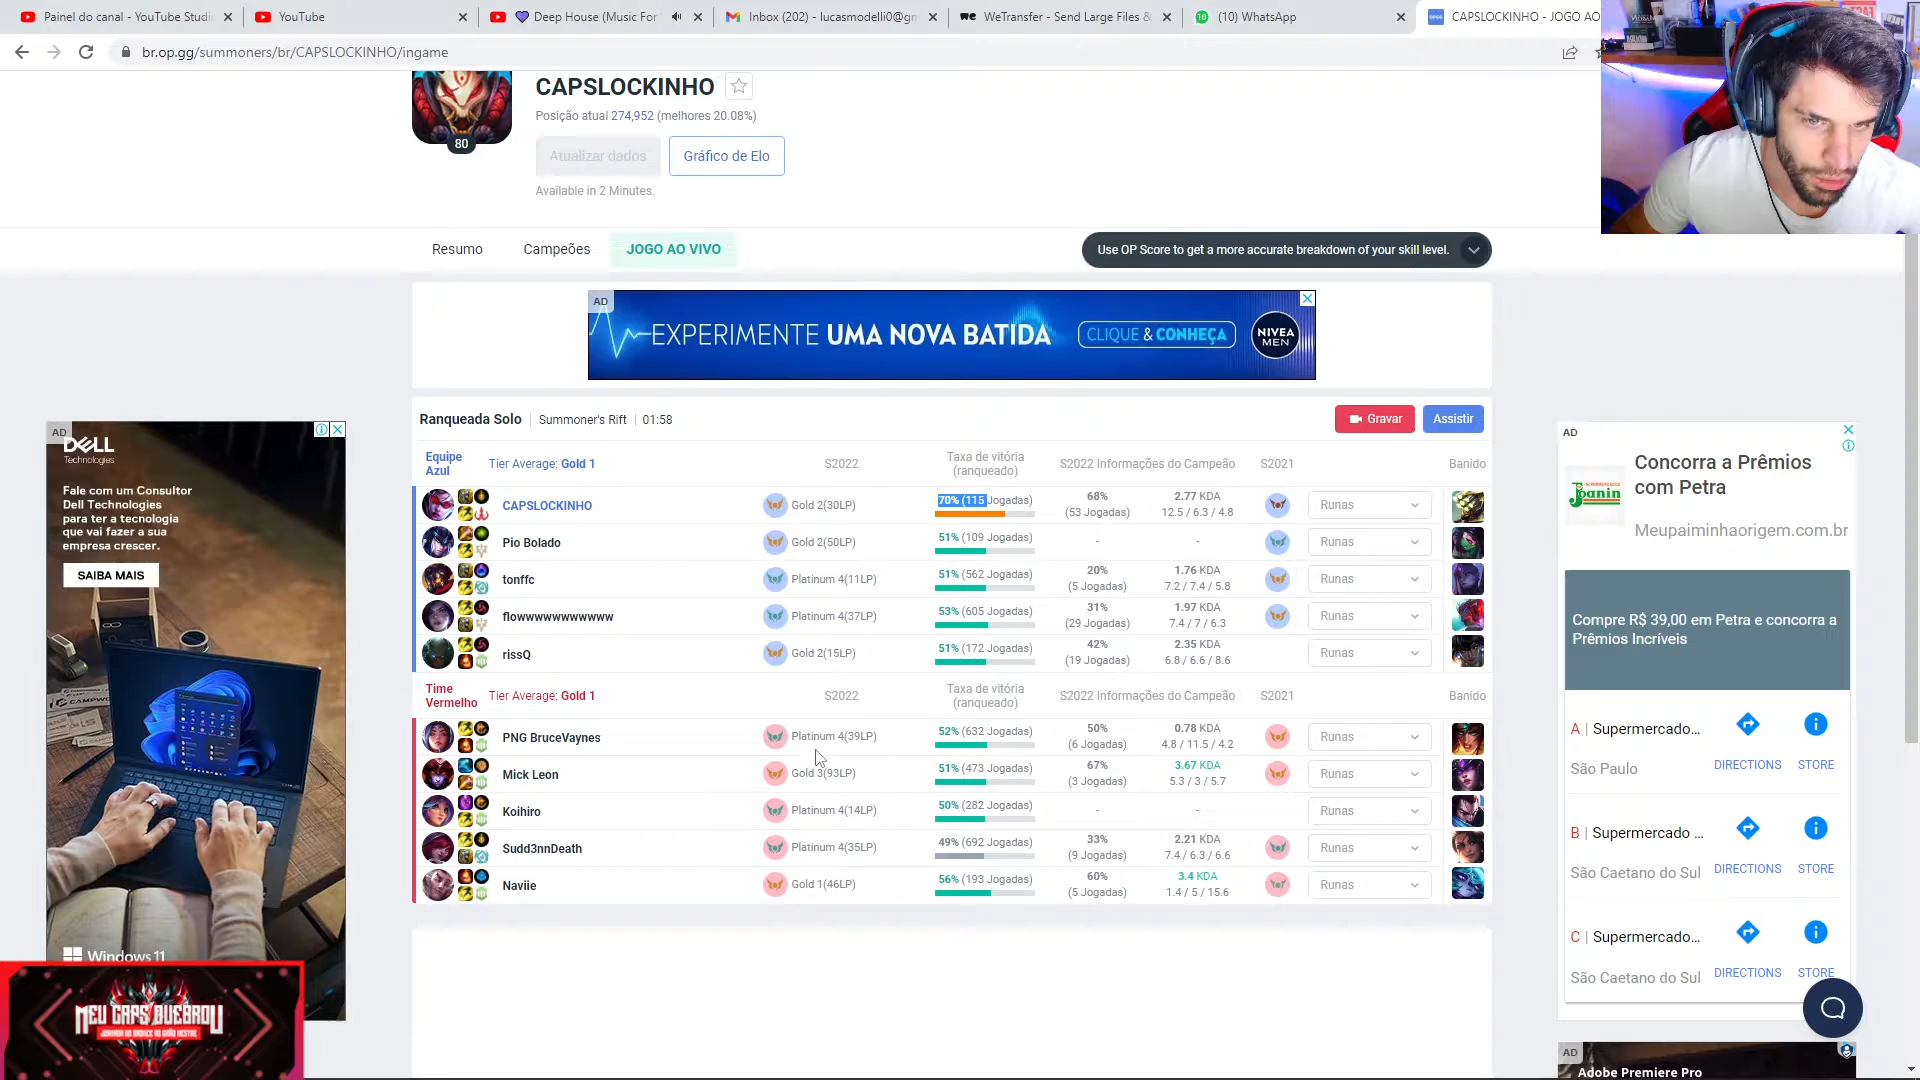 Painel do canal - YouTube Studi
YouTube
Deep House (Music For
Inbox (202) - lucasmodelli0@gm
WeTransfer - Send Large Files &
(10) WhatsApp
CAPSLOCKINHO - JOGO AO
br.op.gg/summoners/br/CAPSLOCKINHO/ingame
80
CAPSLOCKINHO
Posição atual 274,952 (melhores 20.08%)
Atualizar dados
Gráfico de Elo
Available in 2 Minutes.
Resumo
Campeões
JOGO AO VIVO
Use OP Score to get a more accurate breakdown of your skill level.
AD
EXPERIMENTE UMA NOVA BATIDA
CLIQUE & CONHEÇA
NIVEA
MEN
Ranqueada Solo
Summoner's Rift
01:58
Gravar
Assistir
Equipe
Azul
Tier Average: Gold 1
S2022
Taxa de vitória
(ranqueado)
S2022 Informações do Campeão
S2021
Banido
CAPSLOCKINHO
Gold 2(30LP)
70% (115 Jogadas)
68%
(53 Jogadas)
2.77 KDA
12.5 / 6.3 / 4.8
Runas
Pio Bolado
Gold 2(50LP)
51% (109 Jogadas)
-
-
Runas
tonffc
Platinum 4(11LP)
51% (562 Jogadas)
20%
(5 Jogadas)
1.76 KDA
7.2 / 7.4 / 5.8
Runas
flowwwwwwwwwww
Platinum 4(37LP)
53% (605 Jogadas)
31%
(29 Jogadas)
1.97 KDA
7.4 / 7 / 6.3
Runas
rissQ
Gold 2(15LP)
51% (172 Jogadas)
42%
(19 Jogadas)
2.35 KDA
6.8 / 6.6 / 8.6
Runas
Time
Vermelho
Tier Average: Gold 1
S2022
Taxa de vitória
(ranqueado)
S2022 Informações do Campeão
S2021
Banido
PNG BruceVaynes
Platinum 4(39LP)
52% (632 Jogadas)
50%
(6 Jogadas)
0.78 KDA
4.8 / 11.5 / 4.2
Runas
Mick Leon
Gold 3(93LP)
51% (473 Jogadas)
67%
(3 Jogadas)
3.67 KDA
5.3 / 3 / 5.7
Runas
Koihiro
Platinum 4(14LP)
50% (282 Jogadas)
-
-
Runas
Sudd3nnDeath
Platinum 4(35LP)
49% (692 Jogadas)
33%
(9 Jogadas)
2.21 KDA
7.4 / 6.3 / 6.6
Runas
Naviie
Gold 1(46LP)
56% (193 Jogadas)
60%
(5 Jogadas)
3.4 KDA
1.4 / 5 / 15.6
Runas
AD
DELL
Technologies
Fale com um Consultor
Dell Technologies
para ter a tecnologia
que vai fazer a sua
empresa crescer.
SAIBA MAIS
Windows 11
MEU CAPS QUEBROU
JORNADA DO BRONZE AO GRÃO MESTRE
AD
Joanin
Concorra a Prêmios
com Petra
Meupaiminhaorigem.com.br
Compre R$ 39,00 em Petra e concorra a
Prêmios Incríveis
A | Supermercado...
São Paulo
DIRECTIONS
STORE
B | Supermercado ...
São Caetano do Sul
DIRECTIONS
STORE
C | Supermercado...
São Caetano do Sul
DIRECTIONS
STORE
AD
Adobe Premiere Pro